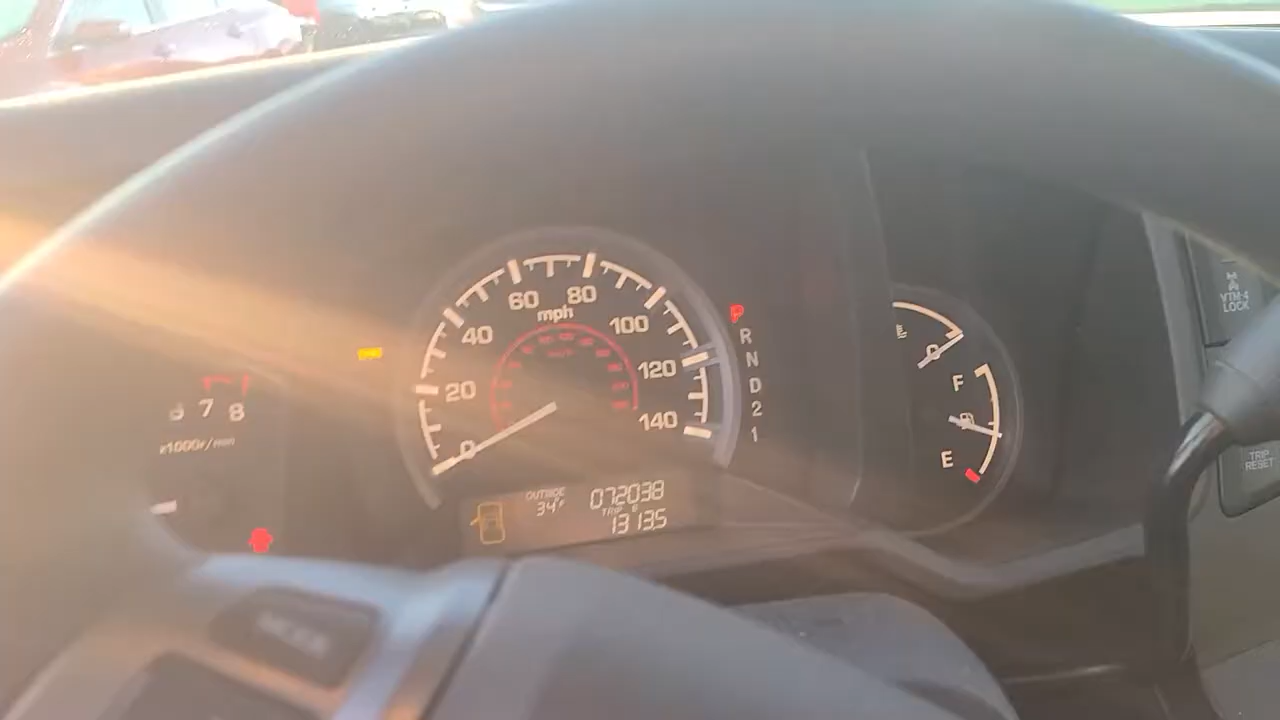 60 80
mph
40 100
20 120
0 140
P
R
N
D
2
1
7 8
x1000r/min
OUTSIDE
34°F
072038
TRIP B
131.35
F
E
VTM-4
LOCK
TRIP
RESET